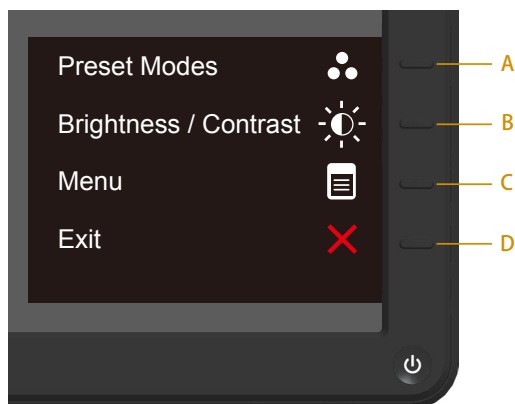 Preset Modes
A
Brightness / Contrast
B
Menu
C
Exit
D